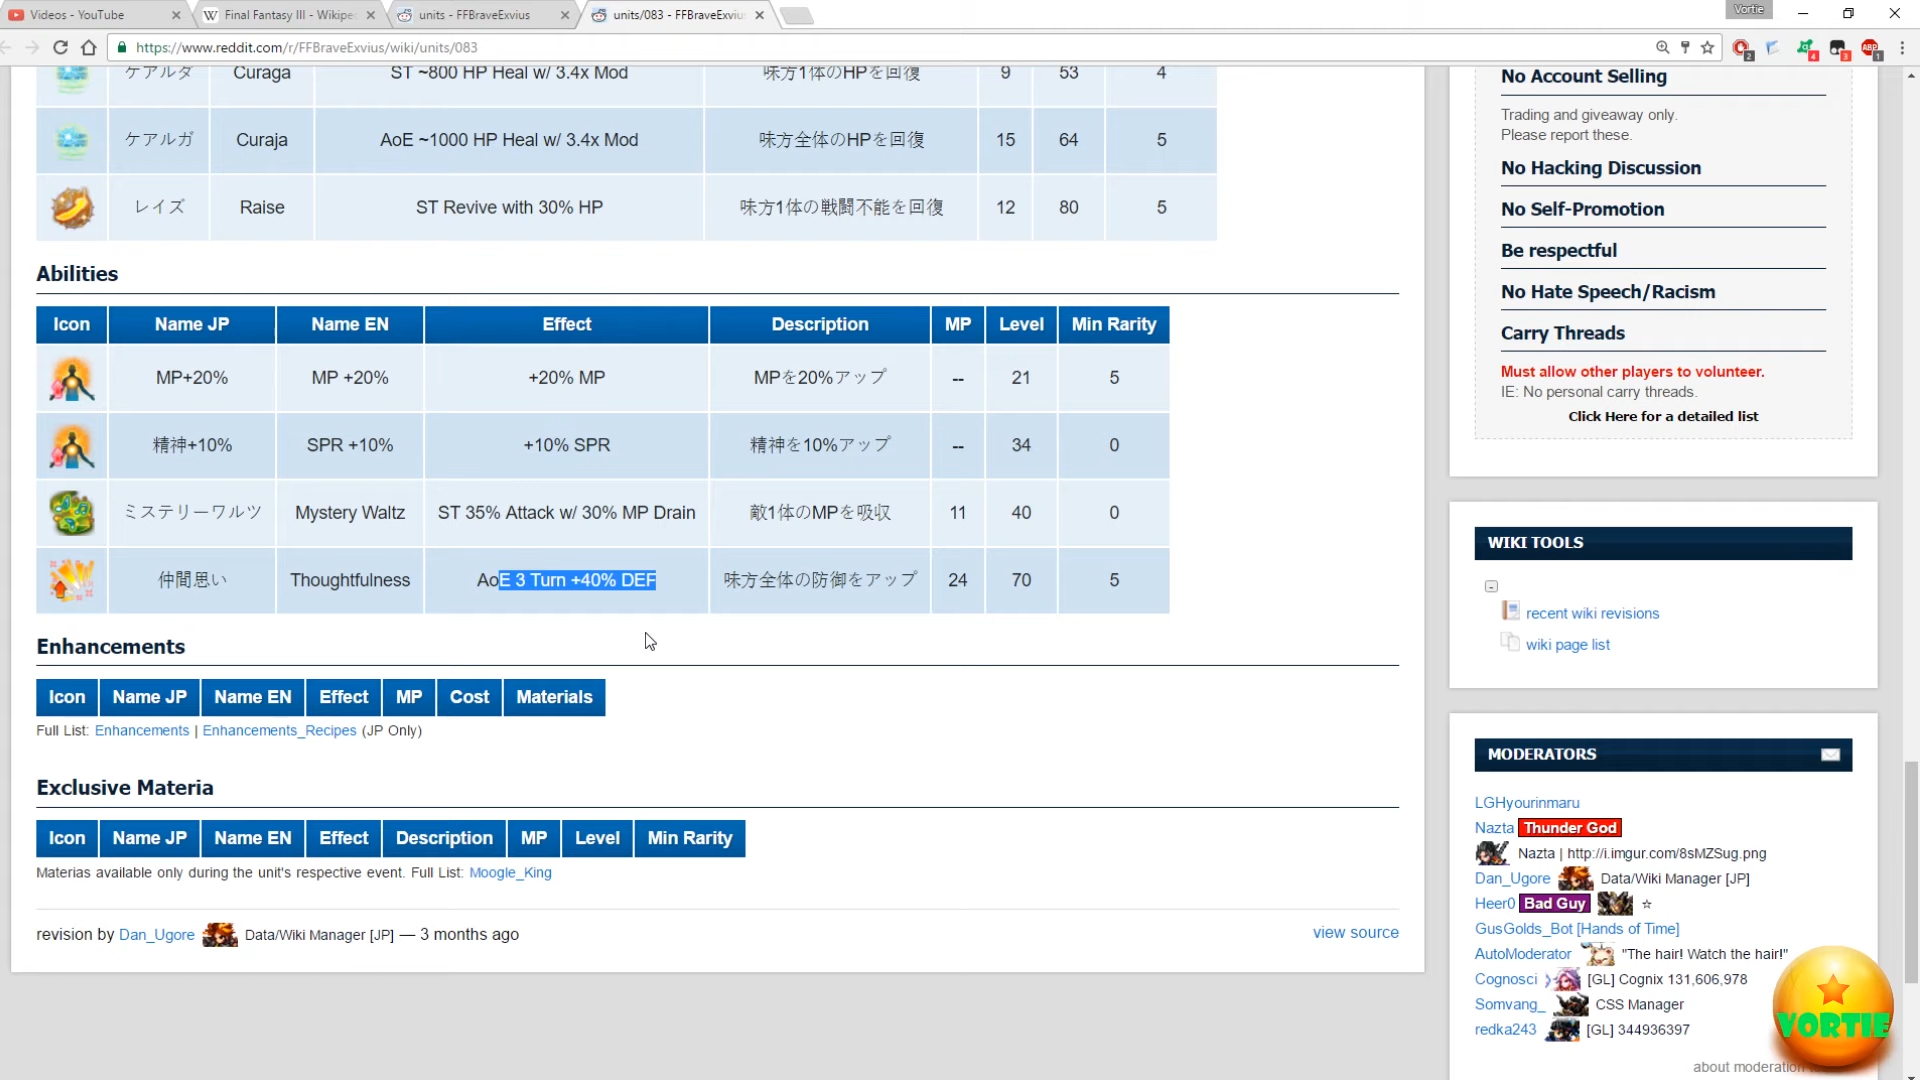 Videos - YouTube
Final Fantasy III - Wikipe
units - FFBraveExvius
units/083 - FFBraveExvius
Vortie
https://www.reddit.com/r/FFBraveExvius/wiki/units/083
ケアルダ Curaga ST ~800 HP Heal w/ 3.4x Mod 味方1体のHPを回復 9 53 4
ケアルガ Curaja AoE ~1000 HP Heal w/ 3.4x Mod 味方全体のHPを回復 15 64 5
レイズ Raise ST Revive with 30% HP 味方1体の戦闘不能を回復 12 80 5
Abilities
Icon Name JP Name EN Effect Description MP Level Min Rarity
MP+20% MP +20% +20% MP MPを20%アップ -- 21 5
精神+10% SPR +10% +10% SPR 精神を10%アップ -- 34 0
ミステリーワルツ Mystery Waltz ST 35% Attack w/ 30% MP Drain 敵1体のMPを吸収 11 40 0
仲間思い Thoughtfulness AoE 3 Turn +40% DEF 味方全体の防御をアップ 24 70 5
Enhancements
Icon Name JP Name EN Effect MP Cost Materials
Full List: Enhancements | Enhancements_Recipes (JP Only)
Exclusive Materia
Icon Name JP Name EN Effect Description MP Level Min Rarity
Materias available only during the unit's respective event. Full List: Moogle_King
revision by Dan_Ugore Data/Wiki Manager [JP] — 3 months ago
view source
No Account Selling
Trading and giveaway only.
Please report these.
No Hacking Discussion
No Self-Promotion
Be respectful
No Hate Speech/Racism
Carry Threads
Must allow other players to volunteer.
IE: No personal carry threads.
Click Here for a detailed list
WIKI TOOLS
recent wiki revisions
wiki page list
MODERATORS
LGHyourinmaru
Nazta Thunder God
Nazta | http://i.imgur.com/8sMZSug.png
Dan_Ugore Data/Wiki Manager [JP]
Heer0 Bad Guy ☆
GusGolds_Bot [Hands of Time]
AutoModerator "The hair! Watch the hair!"
Cognosci [GL] Cognix 131,606,978
Somvang_ CSS Manager
redka243 [GL] 344936397
about moderation
VORTIE